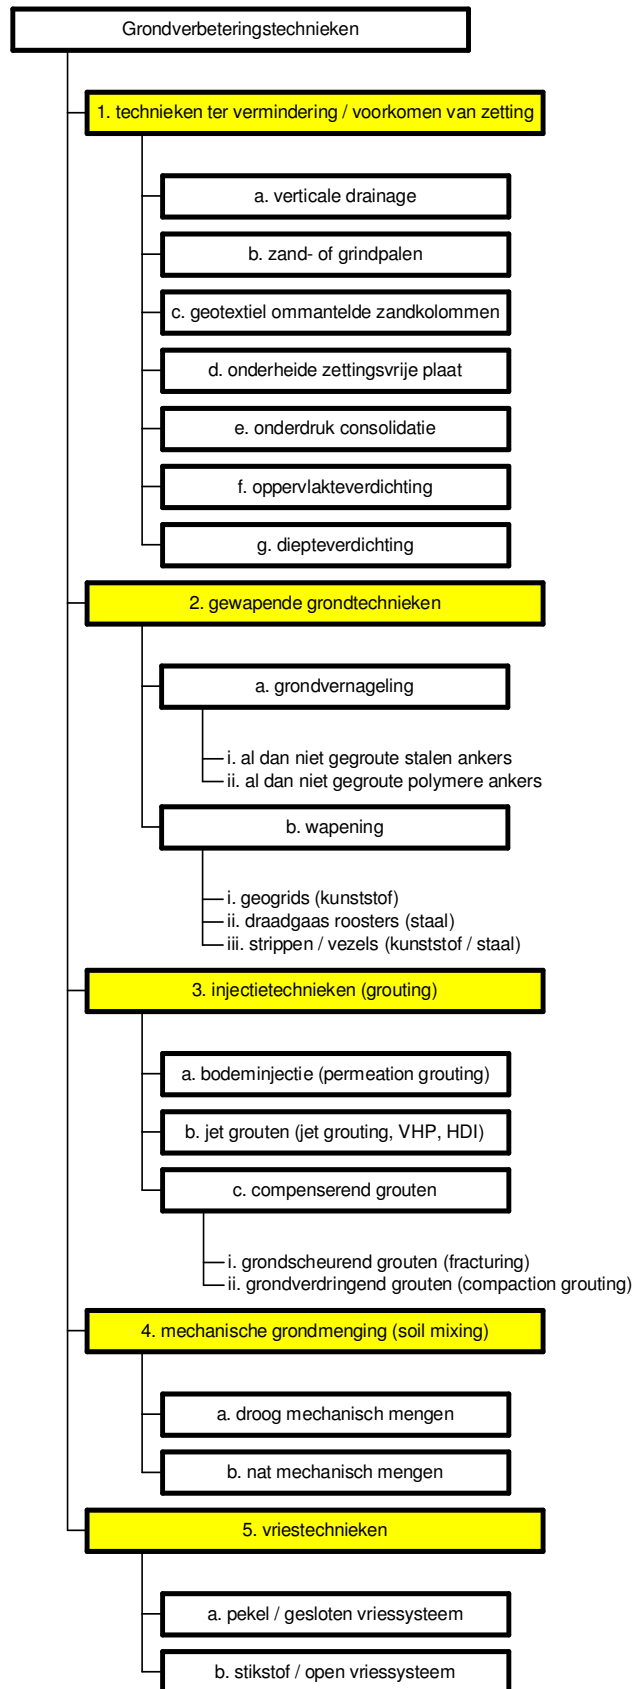 Grondverbeteringstechnieken
1. technieken ter vermindering / voorkomen van zetting
a. verticale drainage
b. zand- of grindpalen
c. geotextiel ommantelde zandkolommen
d. onderheide zettingsvrije plaat
e. onderdruk consolidatie
f. oppervlakteverdichting
g. diepteverdichting
2. gewapende grondtechnieken
a. grondvernageling
i. al dan niet gegroute stalen ankers
ii. al dan niet gegroute polymere ankers
b. wapening
i. geogrids (kunststof)
ii. draadgaas roosters (staal)
iii. strippen / vezels (kunststof / staal)
3. injectietechnieken (grouting)
a. bodeminjectie (permeation grouting)
b. jet grouten (jet grouting, VHP, HDI)
c. compenserend grouten
i. grondscheurend grouten (fracturing)
ii. grondverdringend grouten (compaction grouting)
4. mechanische grondmenging (soil mixing)
a. droog mechanisch mengen
b. nat mechanisch mengen
5. vriestechnieken
a. pekel / gesloten vriessysteem
b. stikstof / open vriessysteem